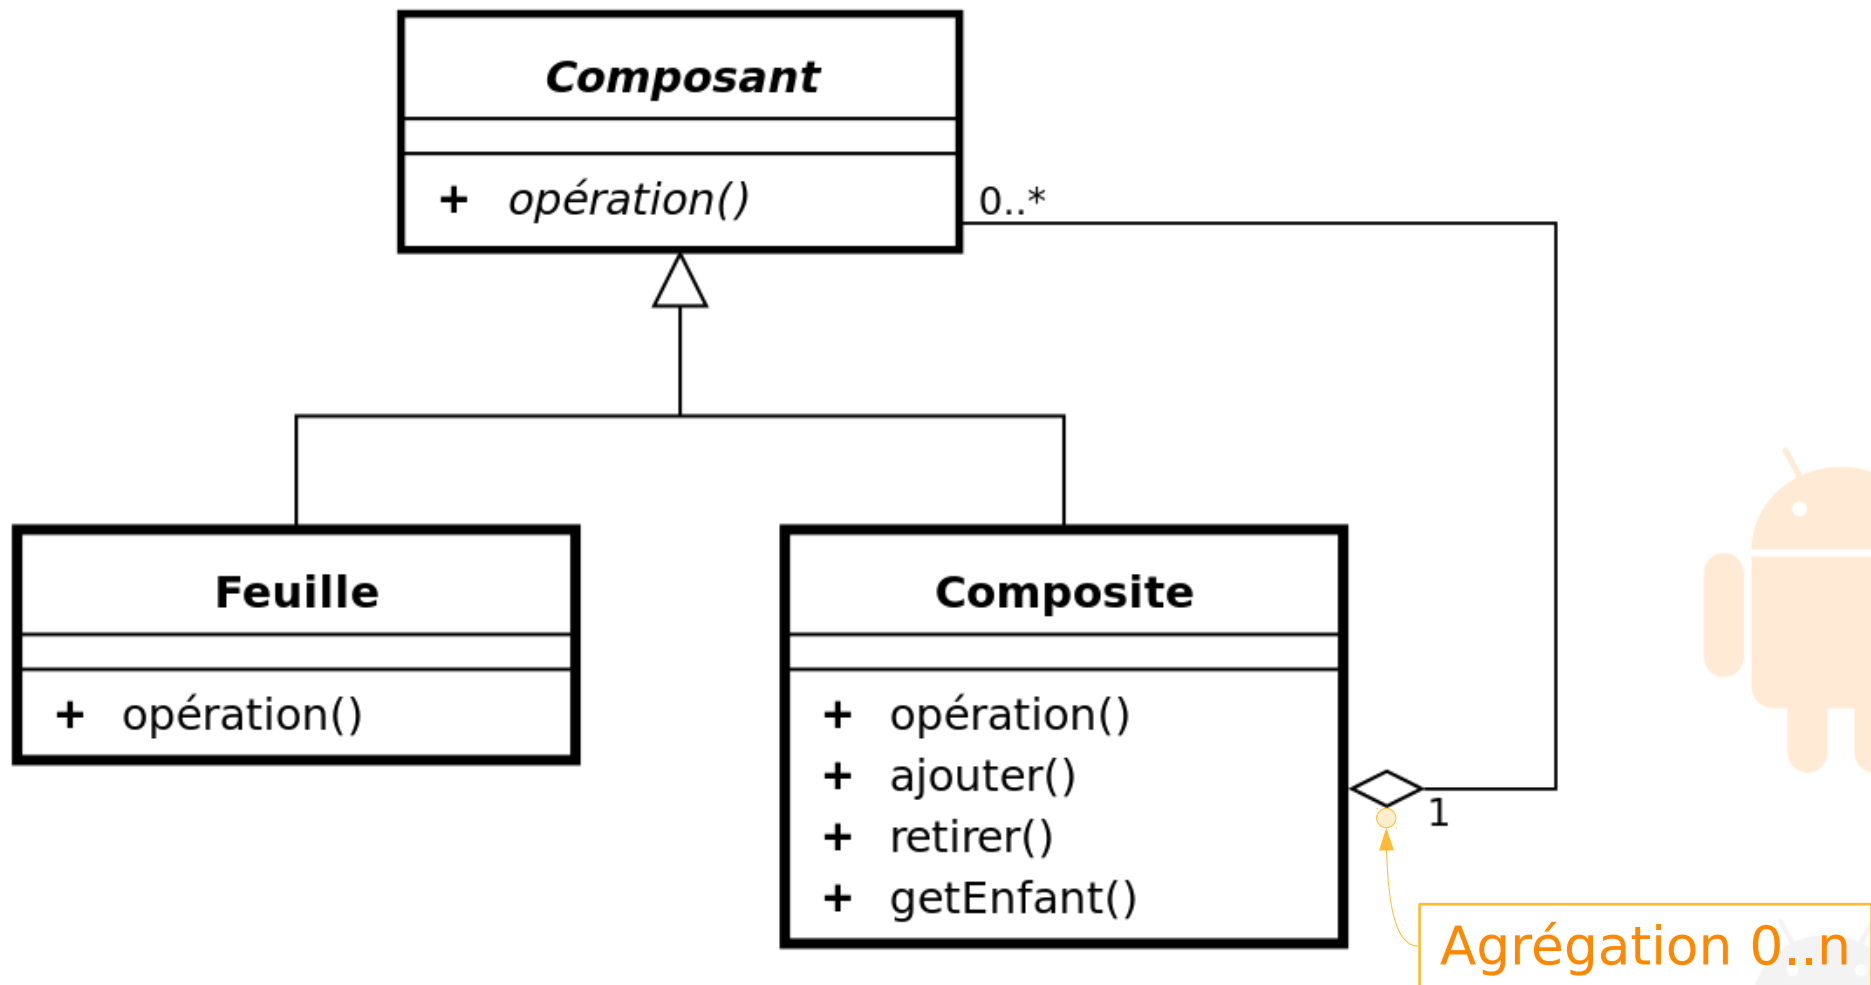 Composant
+ opération()
0..*
Feuille
+ opération()
Composite
+ opération()
+ ajouter()
+ retirer()
+ getEnfant()
1
Agrégation 0..n